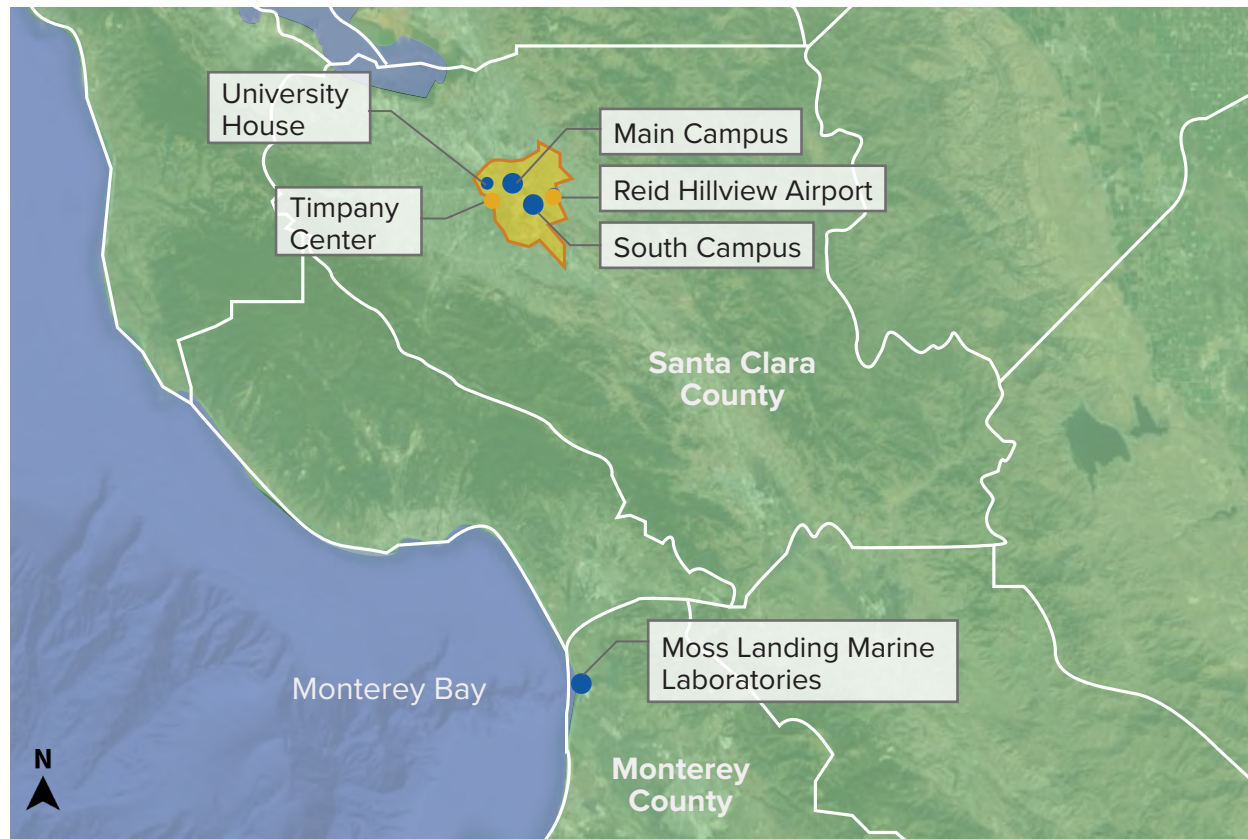 University
House
Main Campus
Reid Hillview Airport
Timpany
Center
South Campus
Santa Clara
County
Moss Landing Marine
Laboratories
Monterey Bay
Monterey
County
N